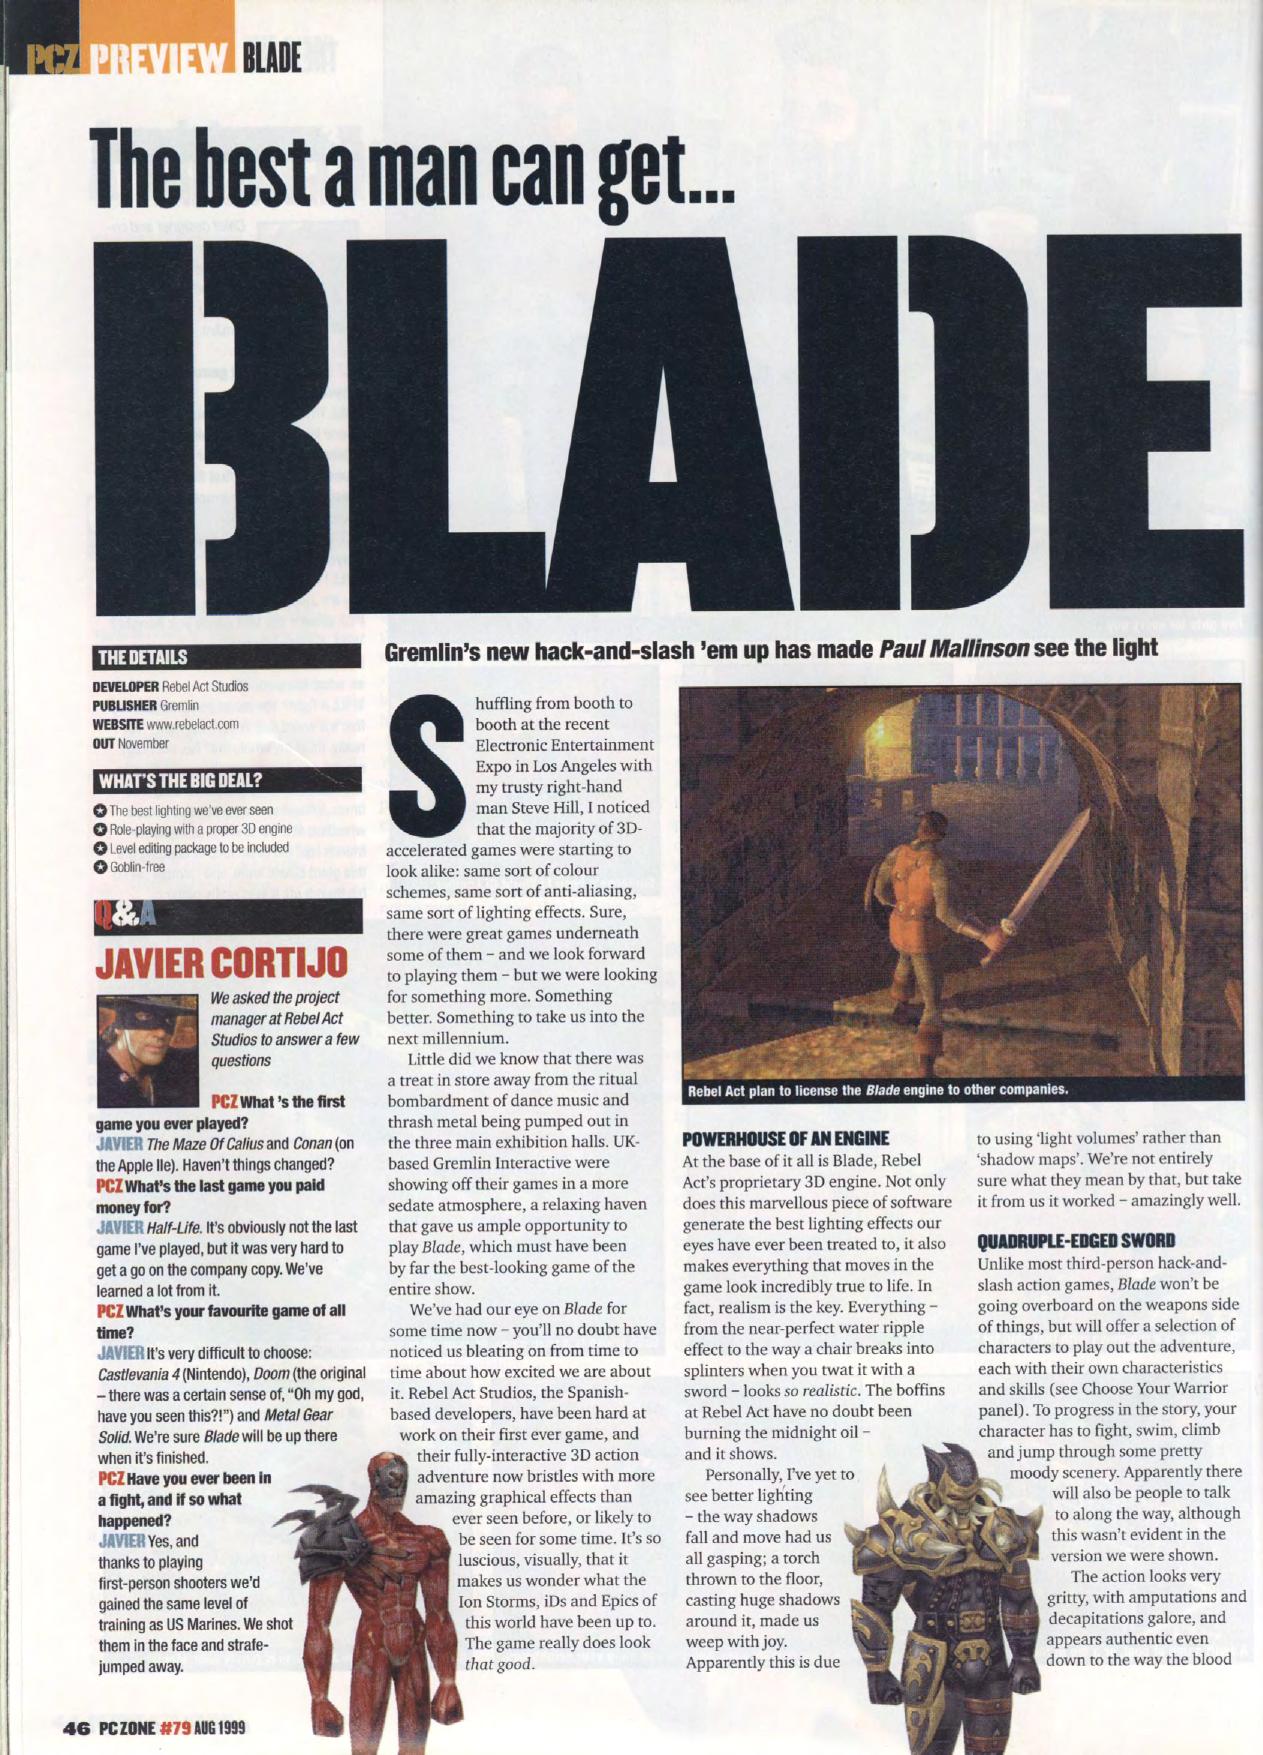 PCZ PREVIEW BLADE
The best a man can get...
BLADE
Gremlin's new hack-and-slash 'em up has made Paul Mallinson see the light
THE DETAILS
DEVELOPER Rebel Act Studios
PUBLISHER Gremlin
WEBSITE www.rebelact.com
OUT November
WHAT'S THE BIG DEAL?
The best lighting we've ever seen
Role-playing with a proper 3D engine
Level editing package to be included
Goblin-free
Q&A
JAVIER CORTIJO
We asked the project
manager at Rebel Act
Studios to answer a few
questions
PCZ What 's the first
game you ever played?
JAVIER The Maze Of Calius and Conan (on
the Apple IIe). Haven't things changed?
PCZ What's the last game you paid
money for?
JAVIER Half-Life. It's obviously not the last
game I've played, but it was very hard to
get a go on the company copy. We've
learned a lot from it.
PCZ What's your favourite game of all
time?
JAVIER It's very difficult to choose:
Castlevania 4 (Nintendo), Doom (the original
– there was a certain sense of, "Oh my god,
have you seen this?!") and Metal Gear
Solid. We're sure Blade will be up there
when it's finished.
PCZ Have you ever been in
a fight, and if so what
happened?
JAVIER Yes, and
thanks to playing
first-person shooters we'd
gained the same level of
training as US Marines. We shot
them in the face and strafe-
jumped away.
Shuffling from booth to
booth at the recent
Electronic Entertainment
Expo in Los Angeles with
my trusty right-hand
man Steve Hill, I noticed
that the majority of 3D-
accelerated games were starting to
look alike: same sort of colour
schemes, same sort of anti-aliasing,
same sort of lighting effects. Sure,
there were great games underneath
some of them – and we look forward
to playing them – but we were looking
for something more. Something
better. Something to take us into the
next millennium.
Little did we know that there was
a treat in store away from the ritual
bombardment of dance music and
thrash metal being pumped out in
the three main exhibition halls. UK-
based Gremlin Interactive were
showing off their games in a more
sedate atmosphere, a relaxing haven
that gave us ample opportunity to
play Blade, which must have been
by far the best-looking game of the
entire show.
We've had our eye on Blade for
some time now – you'll no doubt have
noticed us bleating on from time to
time about how excited we are about
it. Rebel Act Studios, the Spanish-
based developers, have been hard at
work on their first ever game, and
their fully-interactive 3D action
adventure now bristles with more
amazing graphical effects than
ever seen before, or likely to
be seen for some time. It's so
luscious, visually, that it
makes us wonder what the
Ion Storms, iDs and Epics of
this world have been up to.
The game really does look
that good.
Rebel Act plan to license the Blade engine to other companies.
POWERHOUSE OF AN ENGINE
At the base of it all is Blade, Rebel
Act's proprietary 3D engine. Not only
does this marvellous piece of software
generate the best lighting effects our
eyes have ever been treated to, it also
makes everything that moves in the
game look incredibly true to life. In
fact, realism is the key. Everything –
from the near-perfect water ripple
effect to the way a chair breaks into
splinters when you twat it with a
sword – looks so realistic. The boffins
at Rebel Act have no doubt been
burning the midnight oil –
and it shows.
Personally, I've yet to
see better lighting
– the way shadows
fall and move had us
all gasping; a torch
thrown to the floor,
casting huge shadows
around it, made us
weep with joy.
Apparently this is due
to using 'light volumes' rather than
'shadow maps'. We're not entirely
sure what they mean by that, but take
it from us it worked – amazingly well.
QUADRUPLE-EDGED SWORD
Unlike most third-person hack-and-
slash action games, Blade won't be
going overboard on the weapons side
of things, but will offer a selection of
characters to play out the adventure,
each with their own characteristics
and skills (see Choose Your Warrior
panel). To progress in the story, your
character has to fight, swim, climb
and jump through some pretty
moody scenery. Apparently there
will also be people to talk
to along the way, although
this wasn't evident in the
version we were shown.
The action looks very
gritty, with amputations and
decapitations galore, and
appears authentic even
down to the way the blood
46 PC ZONE #79 AUG 1999